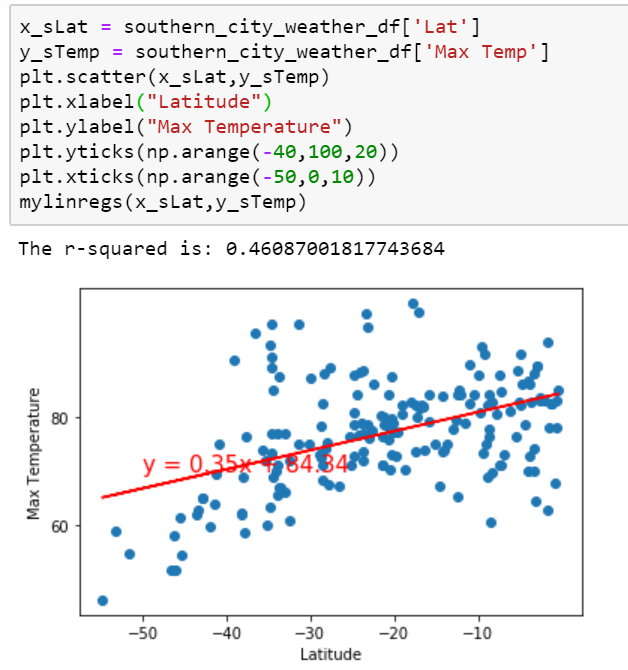 x_sLat = southern_city_weather_df['Lat']
y_sTemp = southern_city_weather_df['Max Temp']
plt.scatter(x_sLat,y_sTemp)
plt.xlabel("Latitude")
plt.ylabel("Max Temperature")
plt.yticks(np.arange(-40,100,20))
plt.xticks(np.arange(-50,0,10))
mylinregs(x_sLat,y_sTemp)
The r-squared is: 0.46087001817743684
Max Temperature
80
60
y = 0.35x + 84.34
−50 −40 −30 −20 −10
Latitude